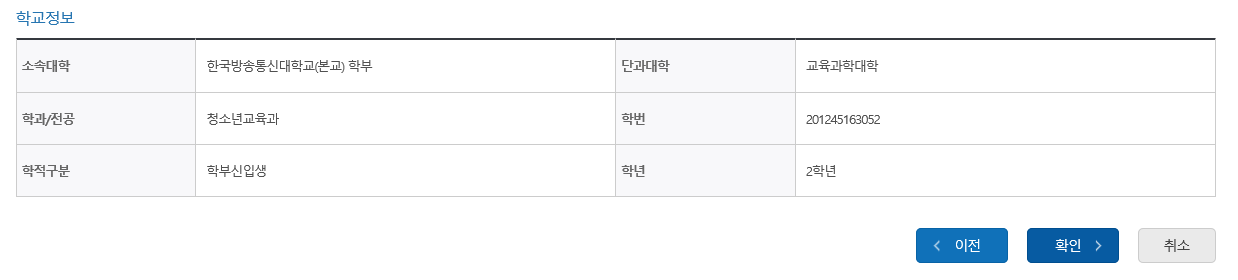 학교정보
소속대학 한국방송통신대학교(본교) 학부 단과대학 교육과학대학
학과/전공 청소년교육과 학번 201245163052
학적구분 학부신입생 학년 2학년
이전 확인 취소